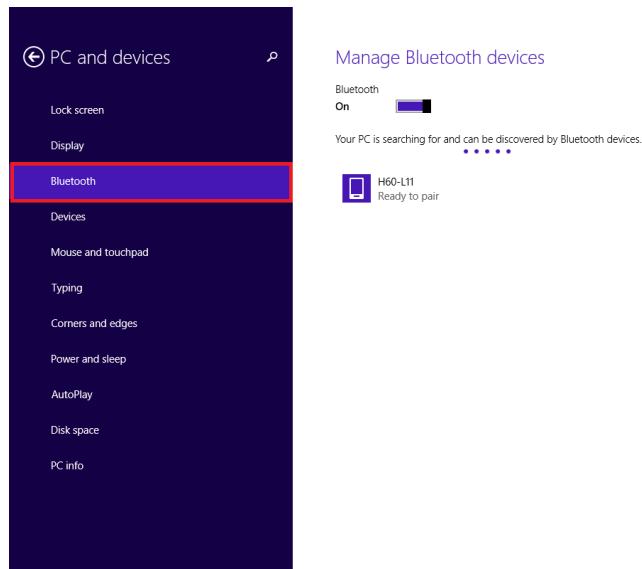 PC and devices
Lock screen
Display
Bluetooth
Devices
Mouse and touchpad
Typing
Corners and edges
Power and sleep
AutoPlay
Disk space
PC info
Manage Bluetooth devices
Bluetooth
On
Your PC is searching for and can be discovered by Bluetooth devices.
H60-L11
Ready to pair